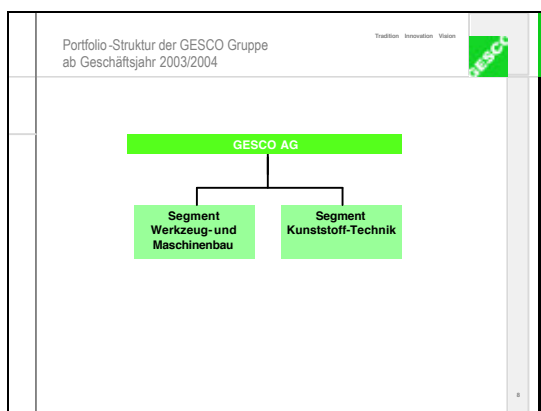 Portfolio-Struktur der GESCO Gruppe
ab Geschäftsjahr 2003/2004
Tradition Innovation Vision
GESCO
GESCO AG
Segment
Werkzeug- und
Maschinenbau
Segment
Kunststoff-Technik
8